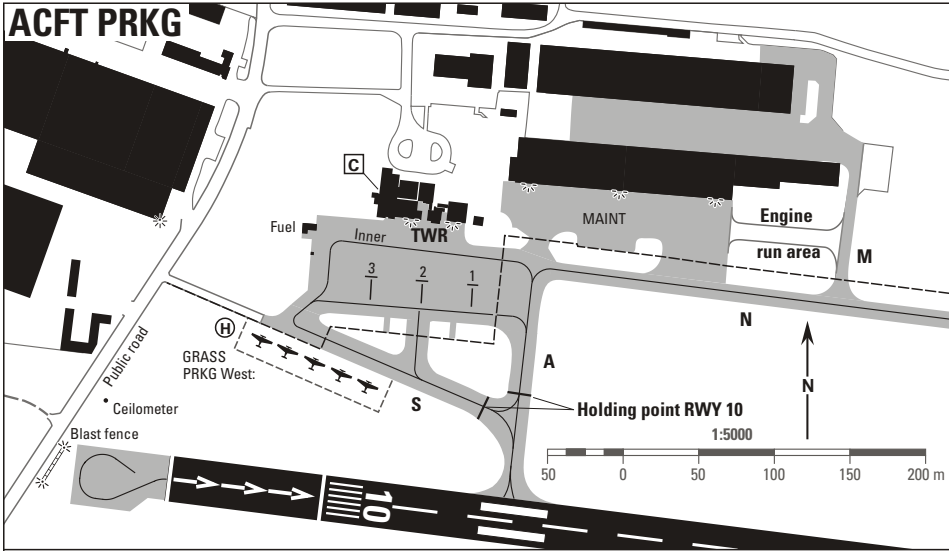 ACFT PRKG
C
Fuel
Inner
TWR
MAINT
Engine
run area
M
3
2
1
N
H
GRASS
PRKG West:
Public road
A
S
N
Ceilometer
Holding point RWY 10
Blast fence
1:5000
50 0 50 100 150 200 m
10